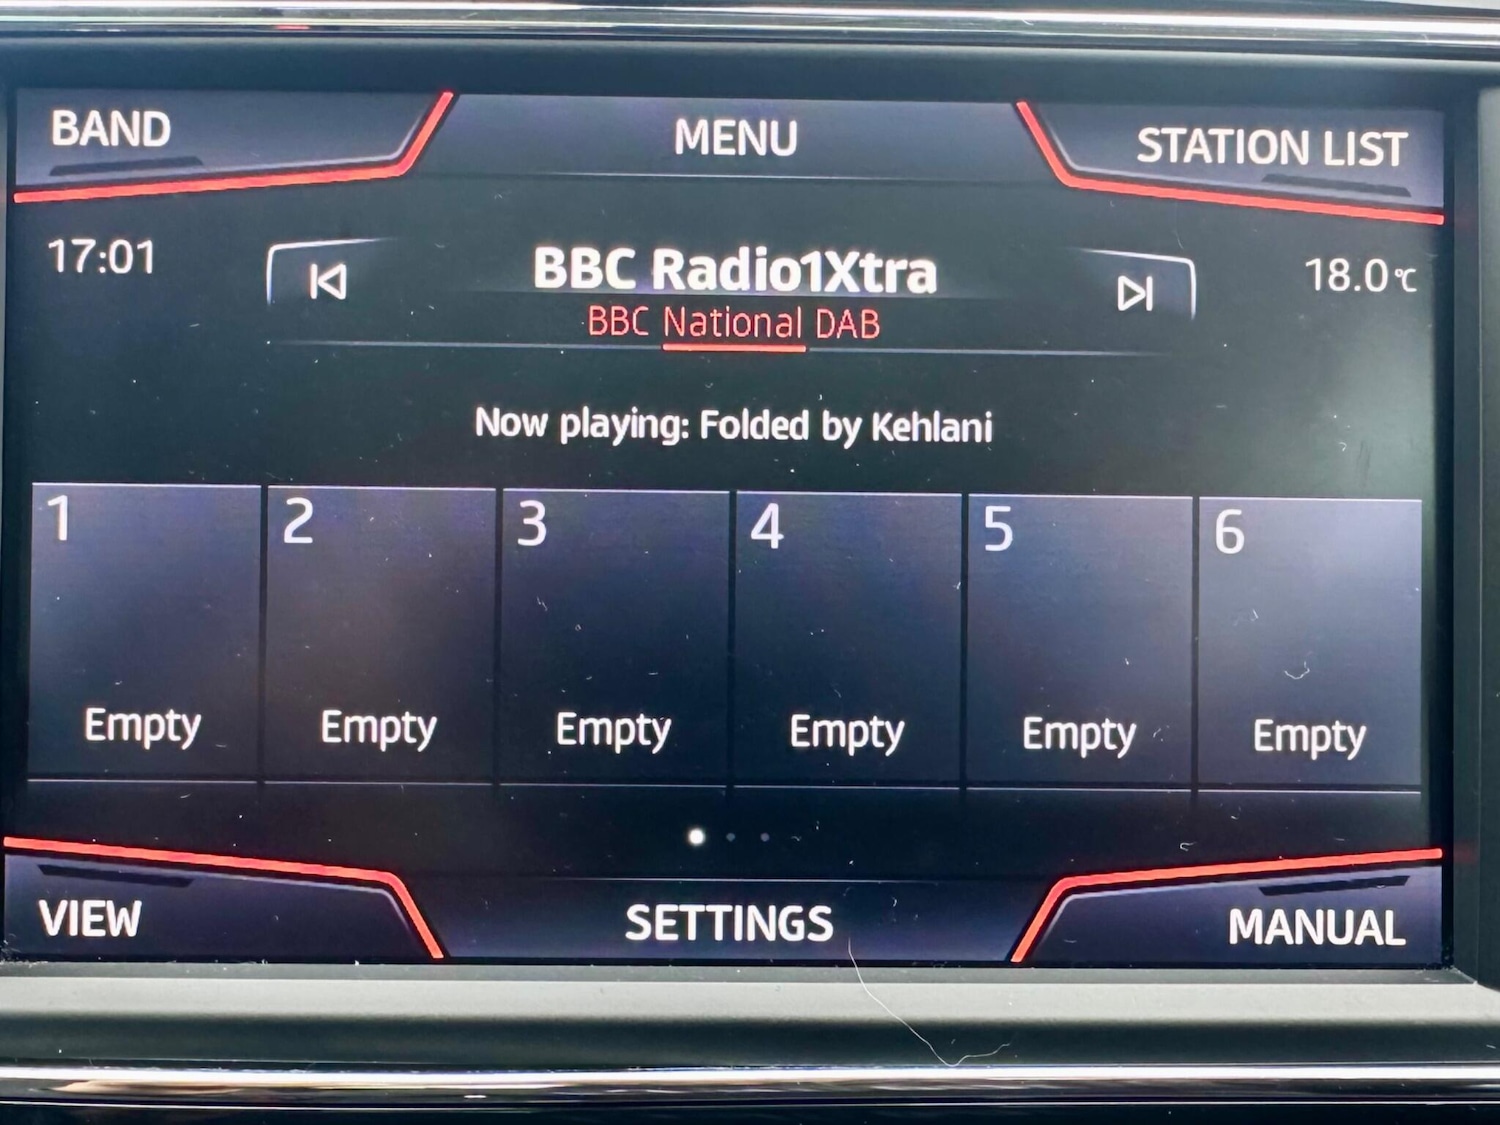 BAND
MENU
STATION LIST
17:01
BBC Radio1Xtra
18.0°C
BBC National DAB
Now playing: Folded by Kehlani
1
2
3
4
5
6
Empty
Empty
Empty
Empty
Empty
Empty
VIEW
SETTINGS
MANUAL